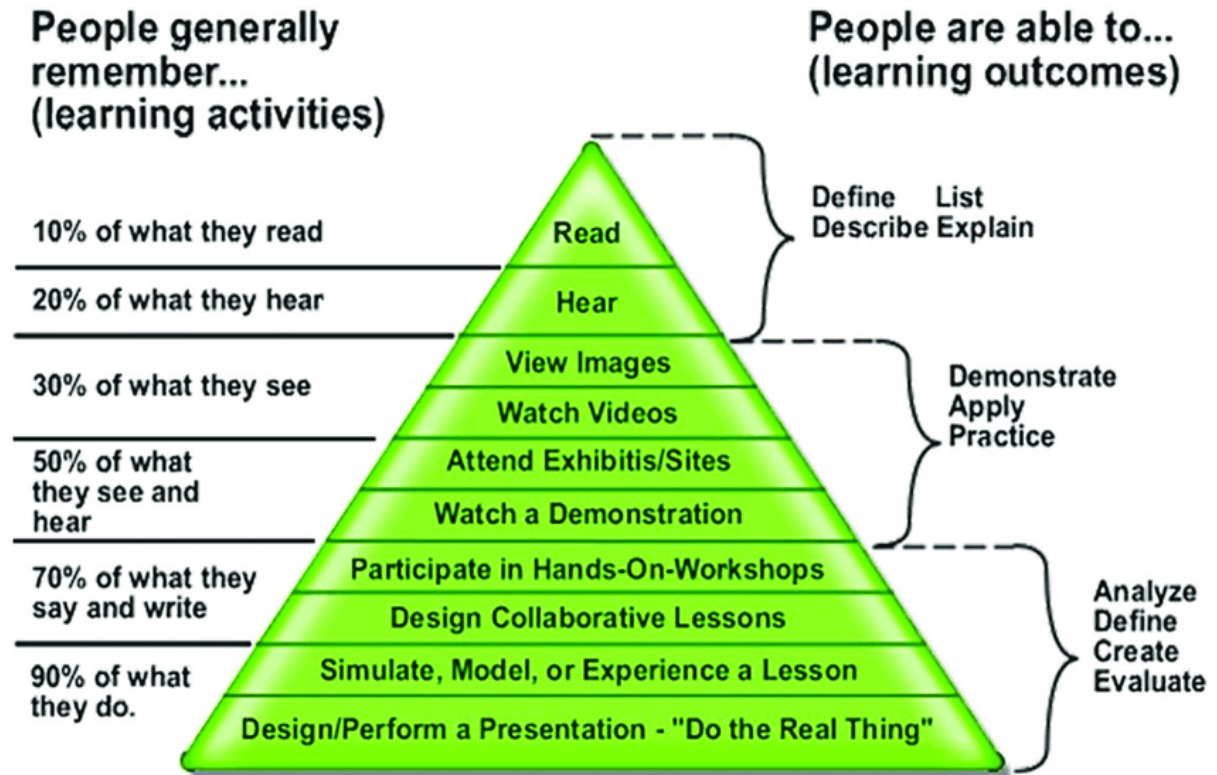 People generally
remember...
(learning activities)
People are able to...
(learning outcomes)
10% of what they read
20% of what they hear
30% of what they see
50% of what
they see and
hear
70% of what they
say and write
90% of what
they do.
Read
Hear
View Images
Watch Videos
Attend Exhibitis/Sites
Watch a Demonstration
Participate in Hands-On-Workshops
Design Collaborative Lessons
Simulate, Model, or Experience a Lesson
Design/Perform a Presentation - "Do the Real Thing"
Define List
Describe Explain
Demonstrate
Apply
Practice
Analyze
Define
Create
Evaluate